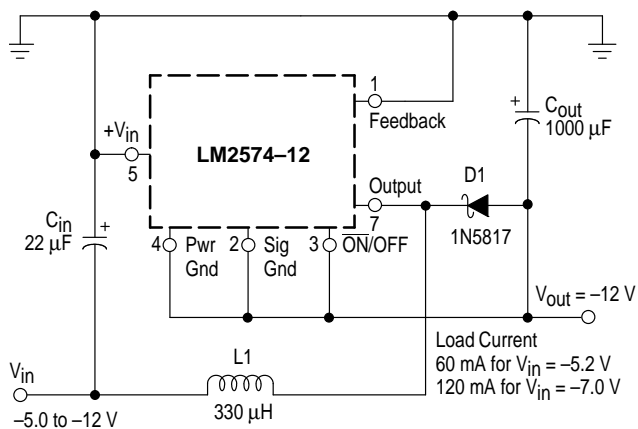 1
Feedback
+
Cout
1000 µF
+Vin
5
LM2574–12
D1
Output
7
1N5817
Cin
22 µF
+
4
Pwr
Gnd
2
Sig
Gnd
3
ON/OFF
Vout = –12 V
Load Current
60 mA for Vin = –5.2 V
120 mA for Vin = –7.0 V
L1
330 µH
Vin
–5.0 to –12 V